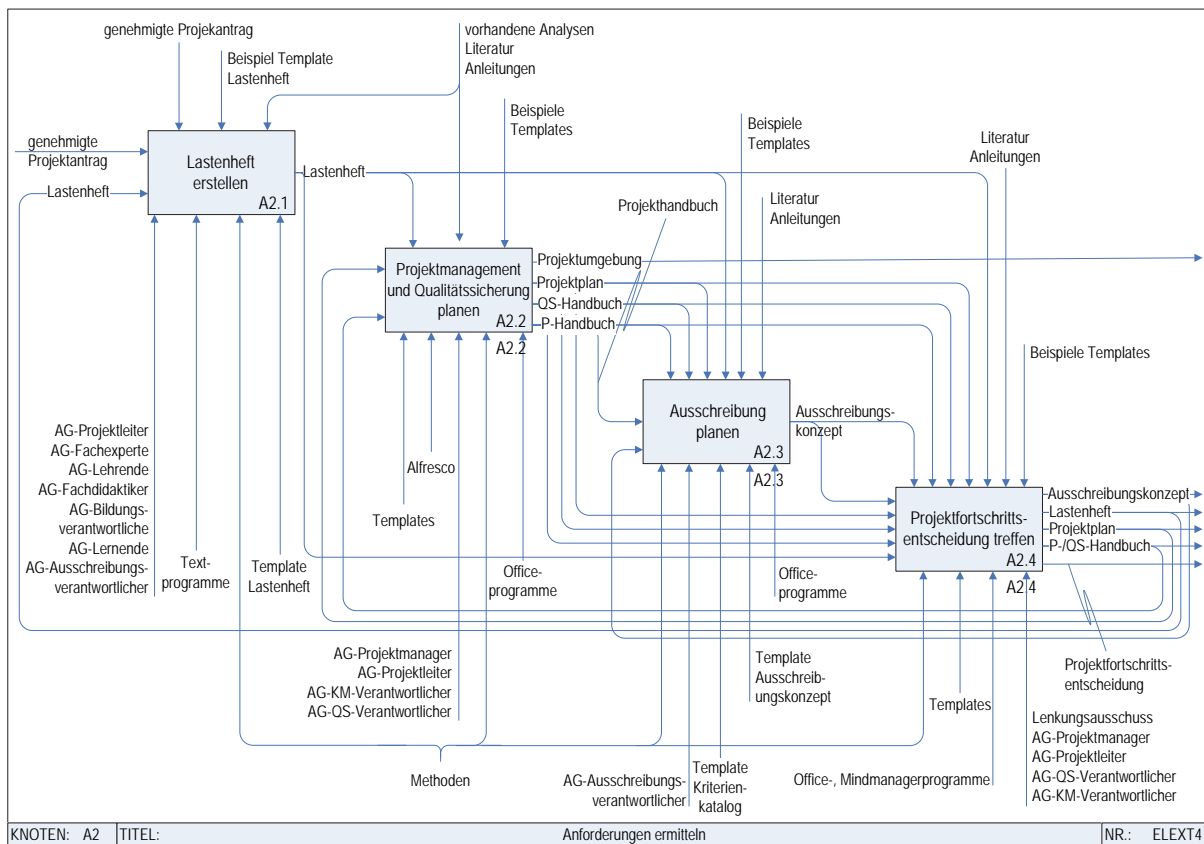 genehmigte Projekantrag
Beispiel Template
Lastenheft
vorhandene Analysen
Literatur
Anleitungen
Beispiele
Templates
Beispiele
Templates
Literatur
Anleitungen
genehmigte
Projektantrag
Lastenheft
Lastenheft
erstellen
A2.1
Lastenheft
Projekthandbuch
Literatur
Anleitungen
Projektmanagement
und Qualitätssicherung
planen
A2.2
A2.2
Projektumgebung
Projektplan
QS-Handbuch
P-Handbuch
Beispiele Templates
Ausschreibung
planen
A2.3
A2.3
Ausschreibungs-
konzept
AG-Projektleiter
AG-Fachexperte
AG-Lehrende
AG-Fachdidaktiker
AG-Bildungs-
verantwortliche
AG-Lernende
AG-Ausschreibungs-
verantwortlicher
Text-
programme
Template
Lastenheft
Templates
Alfresco
Office-
programme
Office-
programme
Projektfortschritts-
entscheidung treffen
A2.4
A2.4
Ausschreibungskonzept
Lastenheft
Projektplan
P-/QS-Handbuch
AG-Projektmanager
AG-Projektleiter
AG-KM-Verantwortlicher
AG-QS-Verantwortlicher
Template
Ausschreib-
ungskonzept
Templates
Projektfortschritts-
entscheidung
Methoden
AG-Ausschreibungs-
verantwortlicher
Template
Kriterien-
katalog
Office-, Mindmanagerprogramme
Lenkungsausschuss
AG-Projektmanager
AG-Projektleiter
AG-QS-Verantwortlicher
AG-KM-Verantwortlicher
KNOTEN: A2 TITEL: Anforderungen ermitteln NR.: ELEXT4